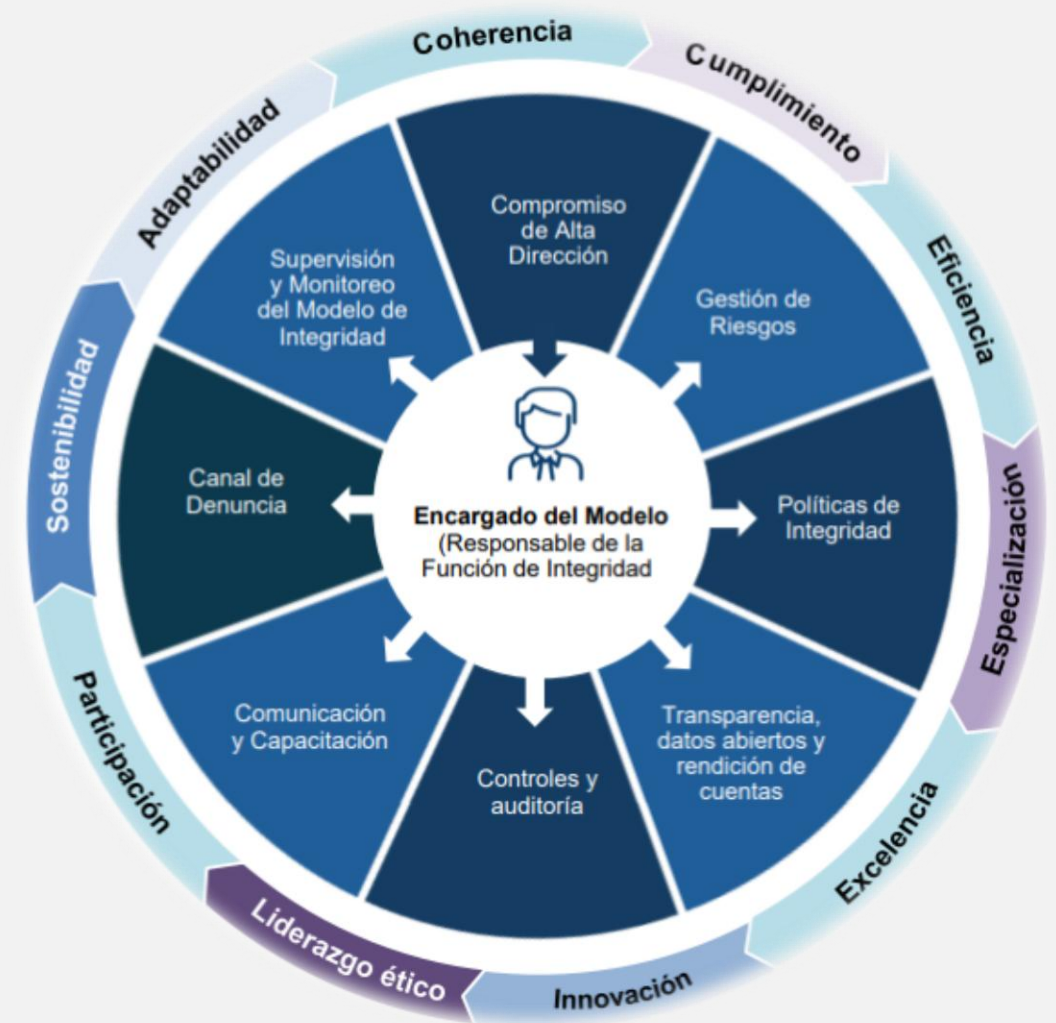 Coherencia
Cumplimiento
Eficiencia
Especialización
Excelencia
Innovación
Liderazgo ético
Participación
Sostenibilidad
Adaptabilidad
Compromiso
de Alta
Dirección
Gestión de
Riesgos
Políticas de
Integridad
Transparencia,
datos abiertos y
rendición de
cuentas
Controles y
auditoría
Comunicación
y Capacitación
Canal de
Denuncia
Supervisión
y Monitoreo
del Modelo de
Integridad
Encargado del Modelo
(Responsable de la
Función de Integridad